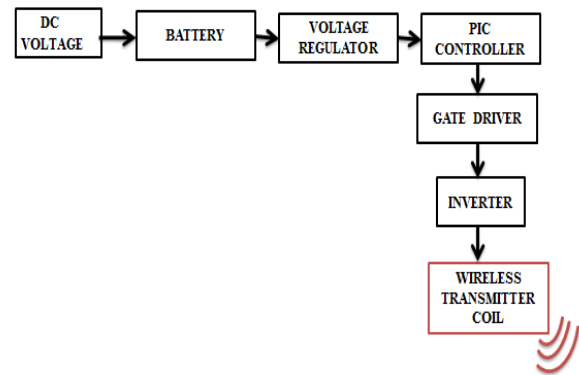 DC
VOLTAGE
BATTERY
VOLTAGE
REGULATOR
PIC
CONTROLLER
GATE DRIVER
INVERTER
WIRELESS
TRANSMITTER
COIL